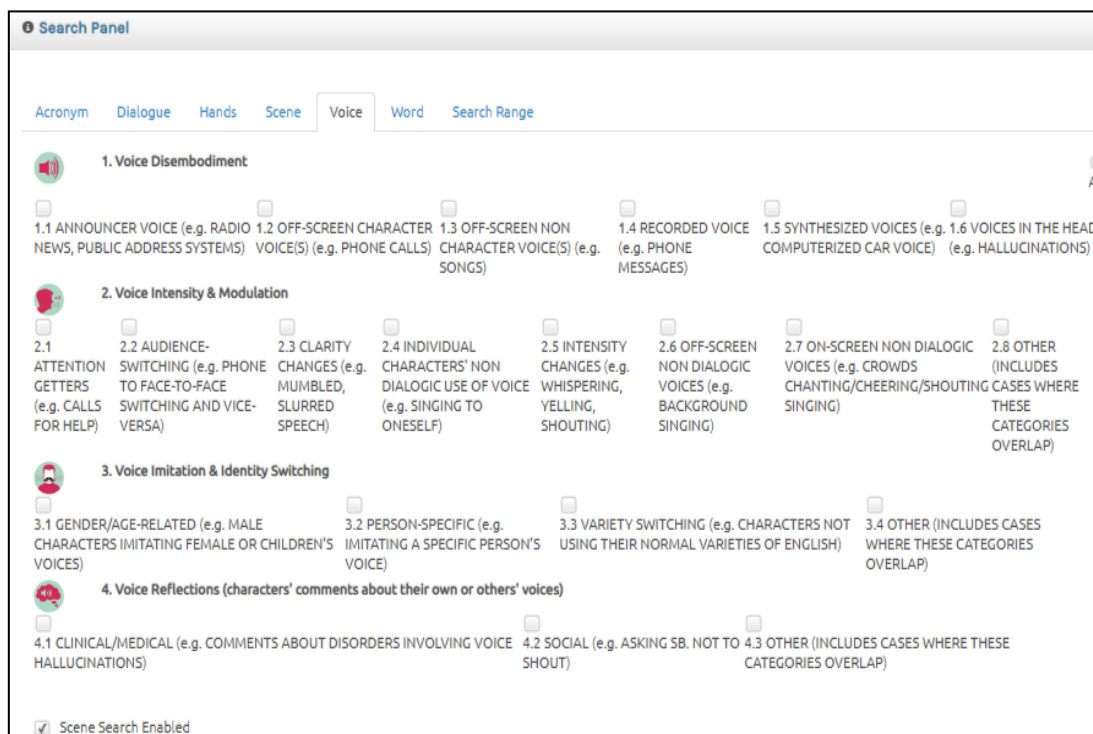 Search Panel
Acronym Dialogue Hands Scene Voice Word Search Range
1. Voice Disembodiment
1.1 ANNOUNCER VOICE (e.g. RADIO NEWS, PUBLIC ADDRESS SYSTEMS)
1.2 OFF-SCREEN CHARACTER VOICE(S) (e.g. PHONE CALLS)
1.3 OFF-SCREEN NON CHARACTER VOICE(S) (e.g. SONGS)
1.4 RECORDED VOICE (e.g. PHONE MESSAGES)
1.5 SYNTHESIZED VOICES (e.g. COMPUTERIZED CAR VOICE)
1.6 VOICES IN THE HEAD (e.g. HALLUCINATIONS)
2. Voice Intensity & Modulation
2.1 ATTENTION GETTERS (e.g. CALLS FOR HELP)
2.2 AUDIENCE-SWITCHING (e.g. PHONE TO FACE-TO-FACE SWITCHING AND VICE-VERSA)
2.3 CLARITY CHANGES (e.g. MUMBLED, SLURRED SPEECH)
2.4 INDIVIDUAL CHARACTERS' NON DIALOGIC USE OF VOICE (e.g. SINGING TO ONESELF)
2.5 INTENSITY CHANGES (e.g. WHISPERING, YELLING, SHOUTING)
2.6 OFF-SCREEN NON DIALOGIC VOICES (e.g. BACKGROUND SINGING)
2.7 ON-SCREEN NON DIALOGIC VOICES (e.g. CROWDS CHANTING/CHEERING/SHOUTING SINGING)
2.8 OTHER (INCLUDES CASES WHERE THESE CATEGORIES OVERLAP)
3. Voice Imitation & Identity Switching
3.1 GENDER/AGE-RELATED (e.g. MALE CHARACTERS IMITATING FEMALE OR CHILDREN'S VOICES)
3.2 PERSON-SPECIFIC (e.g. IMITATING A SPECIFIC PERSON'S VOICE)
3.3 VARIETY SWITCHING (e.g. CHARACTERS NOT USING THEIR NORMAL VARIETIES OF ENGLISH)
3.4 OTHER (INCLUDES CASES WHERE THESE CATEGORIES OVERLAP)
4. Voice Reflections (characters' comments about their own or others' voices)
4.1 CLINICAL/MEDICAL (e.g. COMMENTS ABOUT DISORDERS INVOLVING VOICE HALLUCINATIONS)
4.2 SOCIAL (e.g. ASKING SB. NOT TO SHOUT)
4.3 OTHER (INCLUDES CASES WHERE THESE CATEGORIES OVERLAP)
Scene Search Enabled